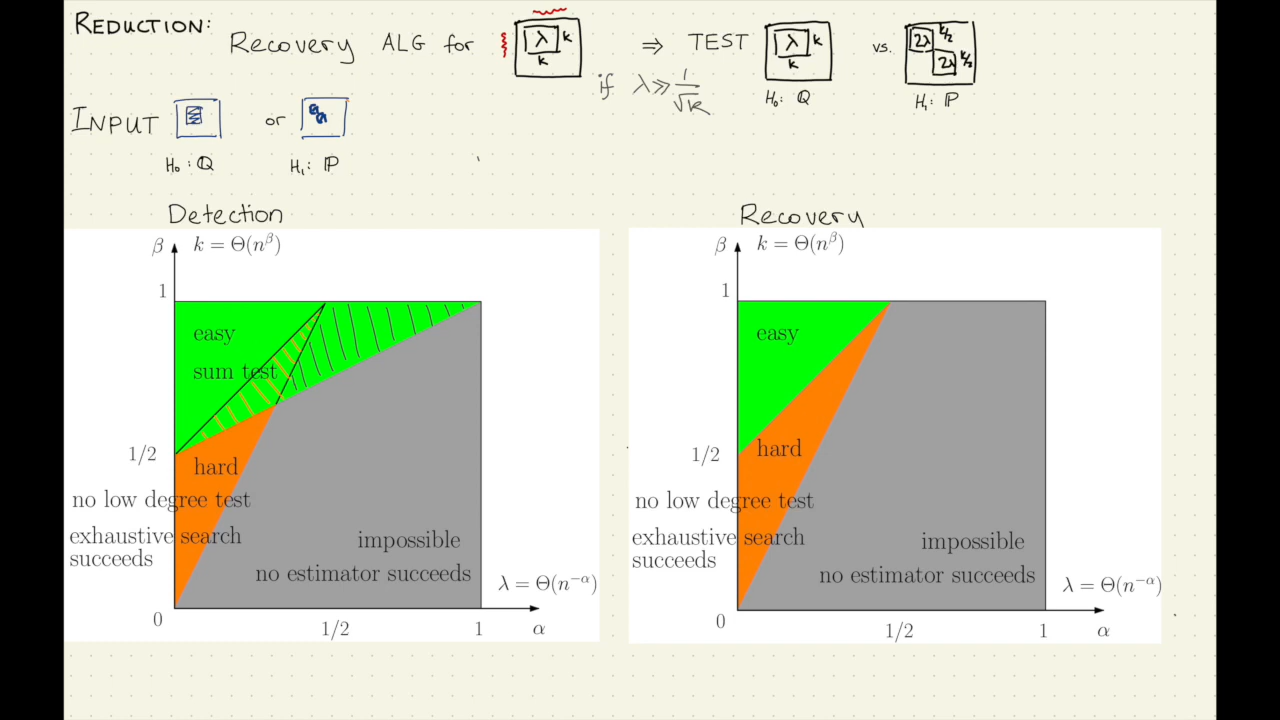 REDUCTION: Recovery ALG for λ k k ⇒ TEST λ k k vs. 2λ k/2 2λ k/2
if λ ≫ 1/√k H₀: ℚ H₁: ℙ
INPUT or
H₀: ℚ H₁: ℙ
Detection
β k = Θ(n^β)
1
easy
sum test
1/2
hard
no low degree test
exhaustive search
succeeds
impossible
no estimator succeeds
λ = Θ(n^{-α})
0
1/2 1 α
Recovery
β k = Θ(n^β)
1
easy
1/2
hard
no low degree test
exhaustive search
succeeds
impossible
no estimator succeeds
λ = Θ(n^{-α})
0
1/2 1 α